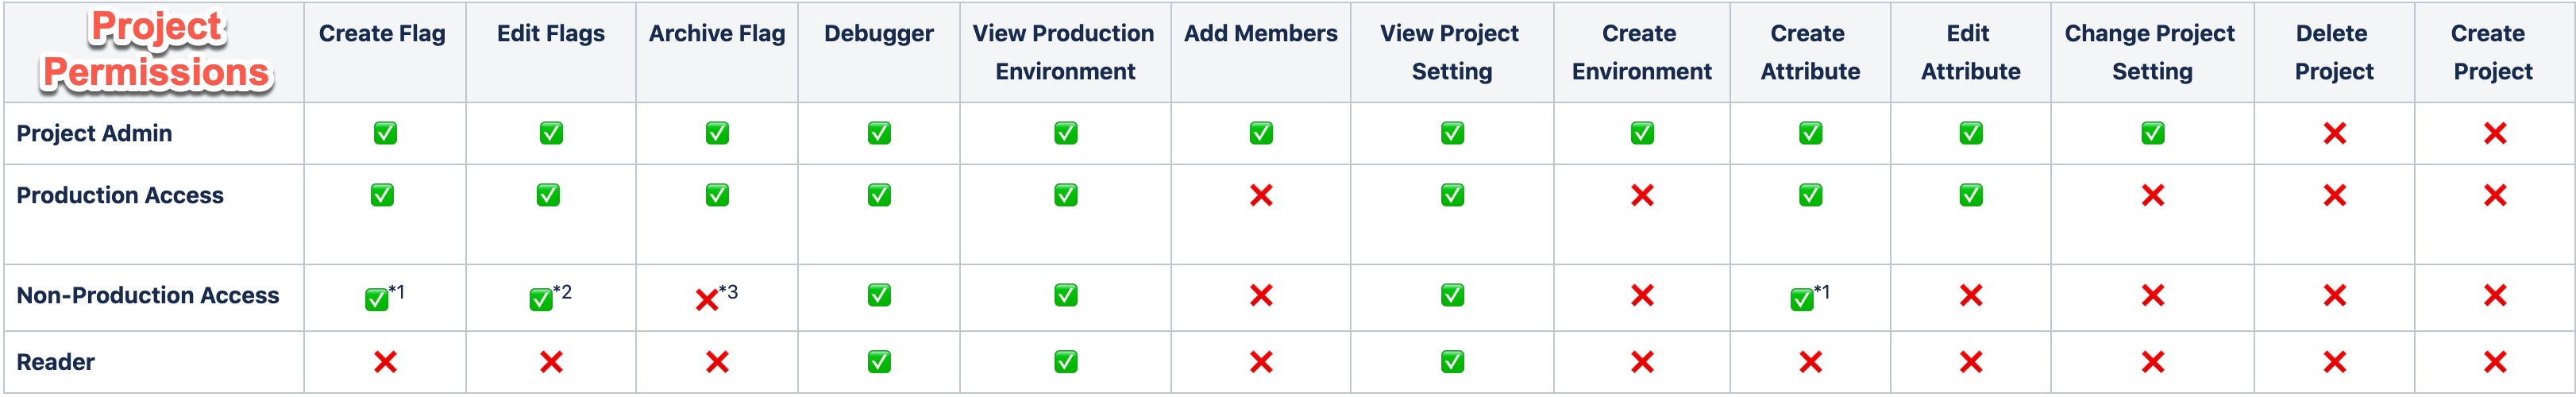 Project
Permissions
Create Flag
Edit Flags
Archive Flag
Debugger
View Production
Environment
Add Members
View Project
Setting
Create
Environment
Create
Attribute
Edit
Attribute
Change Project
Setting
Delete
Project
Create
Project
Project Admin ✅ ✅ ✅ ✅ ✅ ✅ ✅ ✅ ✅ ✅ ✅ ❌ ❌
Production Access ✅ ✅ ✅ ✅ ✅ ❌ ✅ ❌ ✅ ✅ ❌ ❌ ❌
Non-Production Access ✅*1 ✅*2 ❌*3 ✅ ✅ ❌ ✅ ❌ ✅*1 ❌ ❌ ❌ ❌
Reader ❌ ❌ ❌ ✅ ✅ ❌ ✅ ❌ ❌ ❌ ❌ ❌ ❌